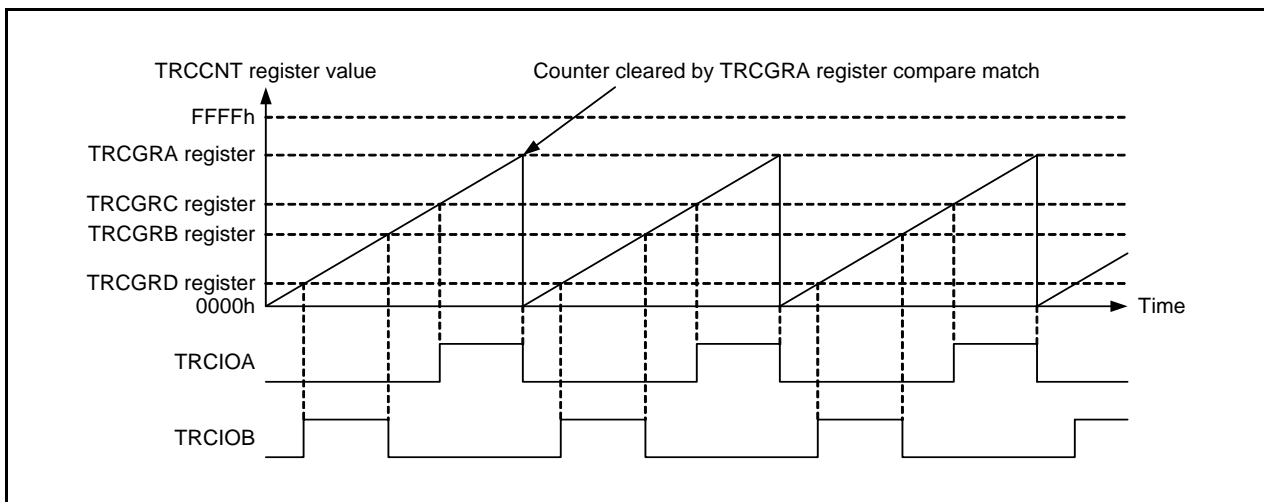 TRCCNT register value
Counter cleared by TRCGRA register compare match
FFFFh
TRCGRA register
TRCGRC register
TRCGRB register
TRCGRD register
0000h
Time
TRCIOA
TRCIOB